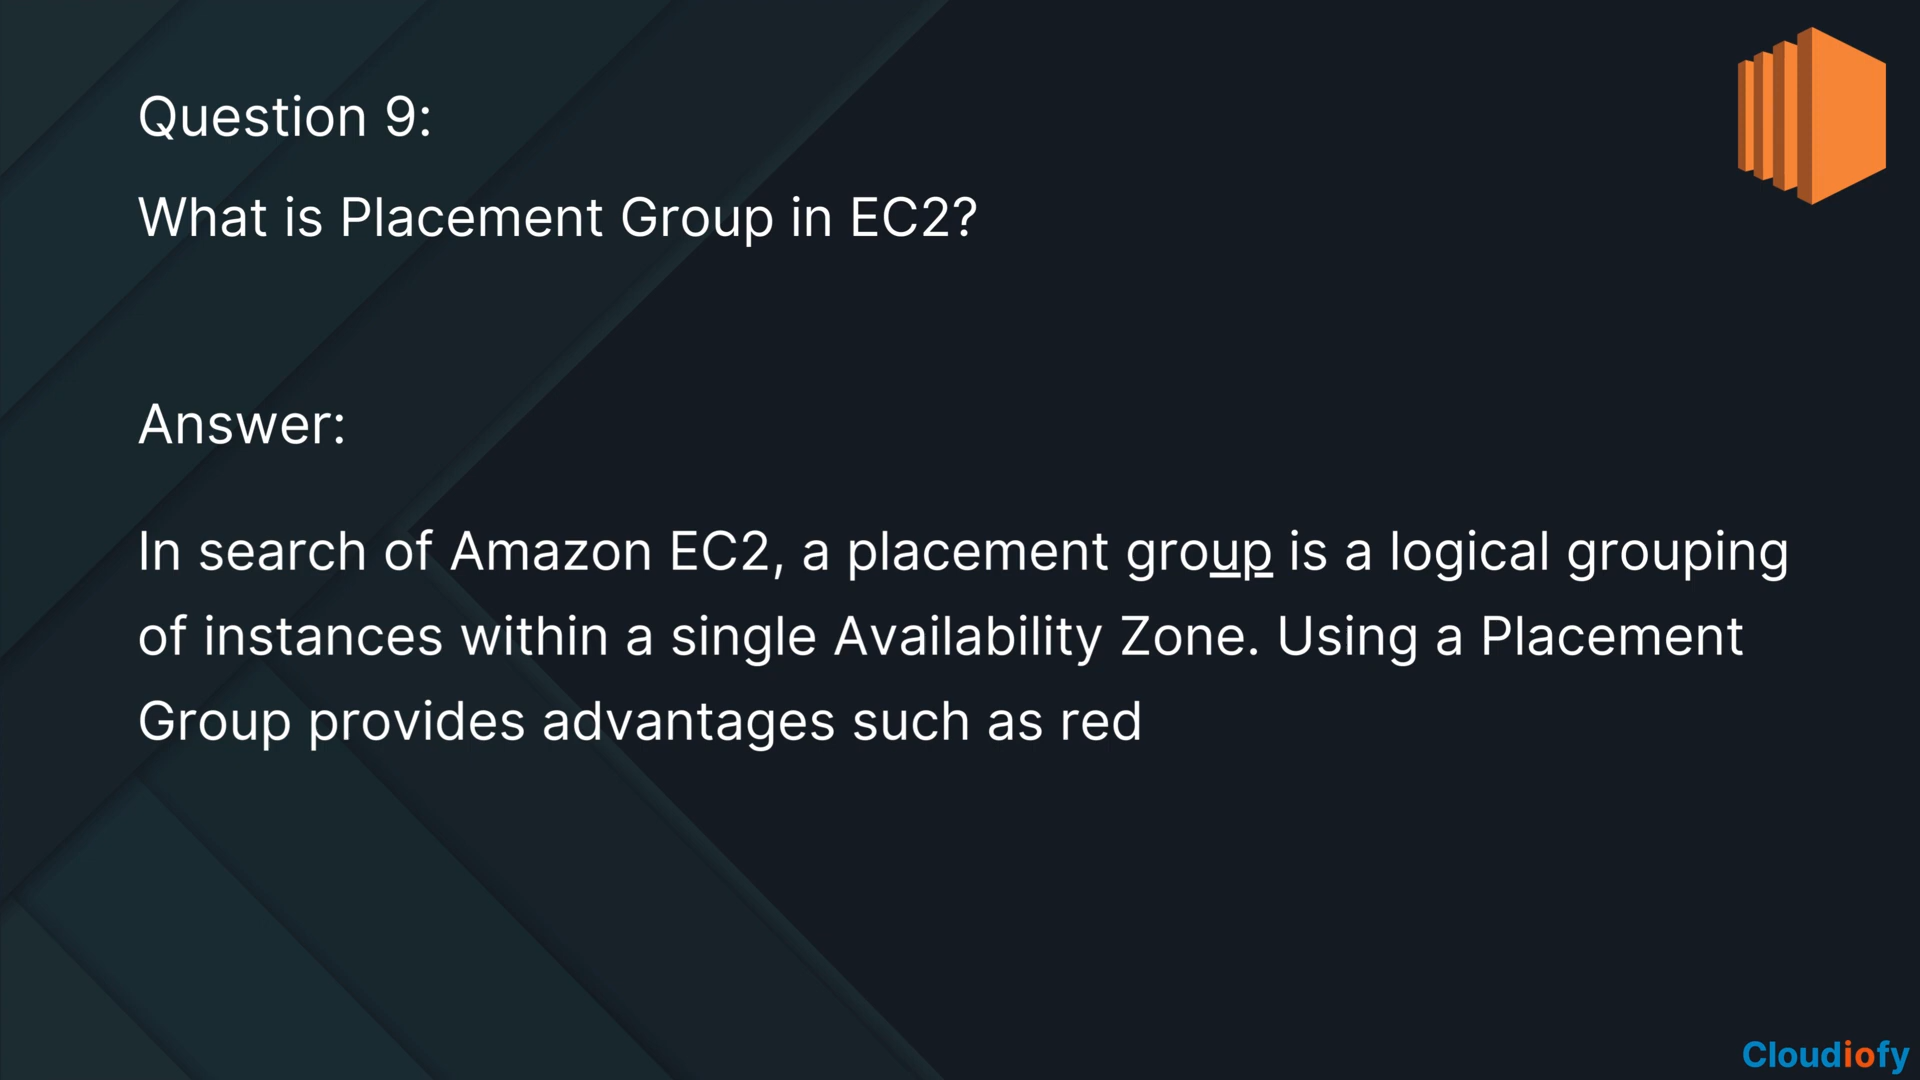 Question 9:
What is Placement Group in EC2?
Answer:
In search of Amazon EC2, a placement group is a logical grouping
of instances within a single Availability Zone. Using a Placement
Group provides advantages such as red
Cloudiofy